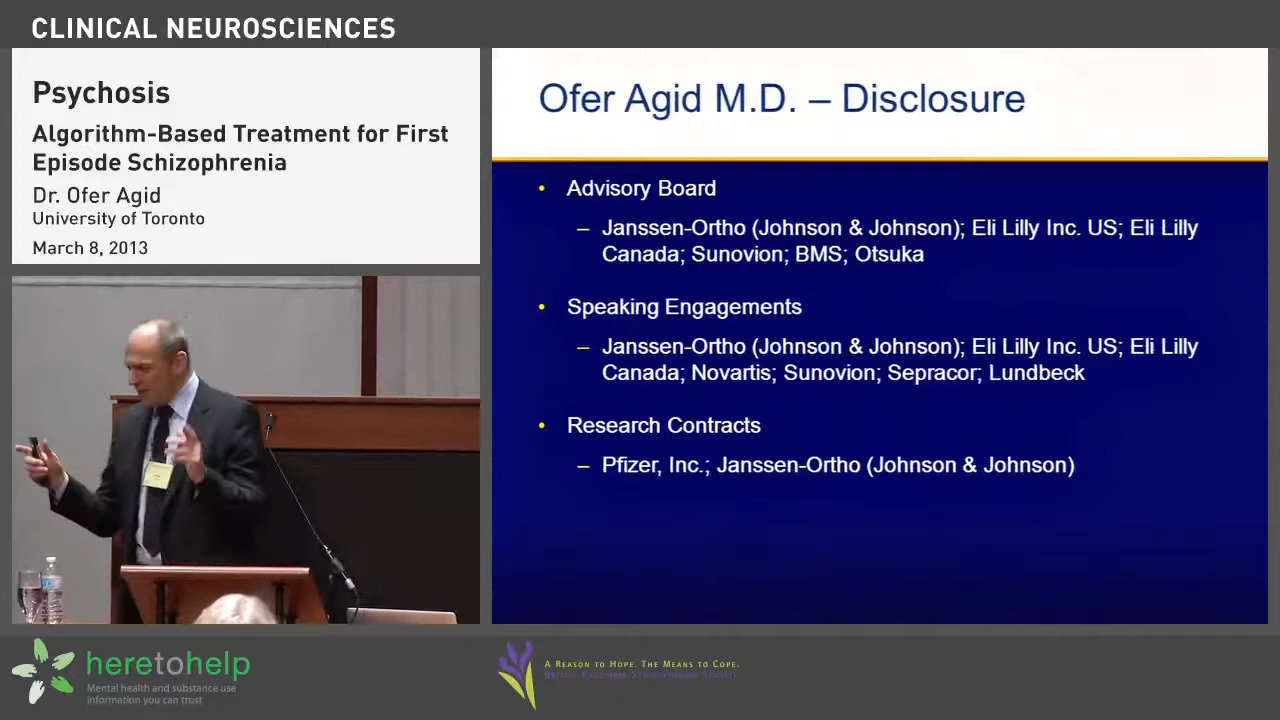 CLINICAL NEUROSCIENCES
Psychosis
Algorithm-Based Treatment for First
Episode Schizophrenia
Dr. Ofer Agid
University of Toronto
March 8, 2013
Ofer Agid M.D. – Disclosure
• Advisory Board
– Janssen-Ortho (Johnson & Johnson); Eli Lilly Inc. US; Eli Lilly
Canada; Sunovion; BMS; Otsuka
• Speaking Engagements
– Janssen-Ortho (Johnson & Johnson); Eli Lilly Inc. US; Eli Lilly
Canada; Novartis; Sunovion; Sepracor; Lundbeck
• Research Contracts
– Pfizer, Inc.; Janssen-Ortho (Johnson & Johnson)
heretohelp
Mental health and substance use
information you can trust
A Reason to Hope. The Means to Cope.
British Columbia Schizophrenia Society